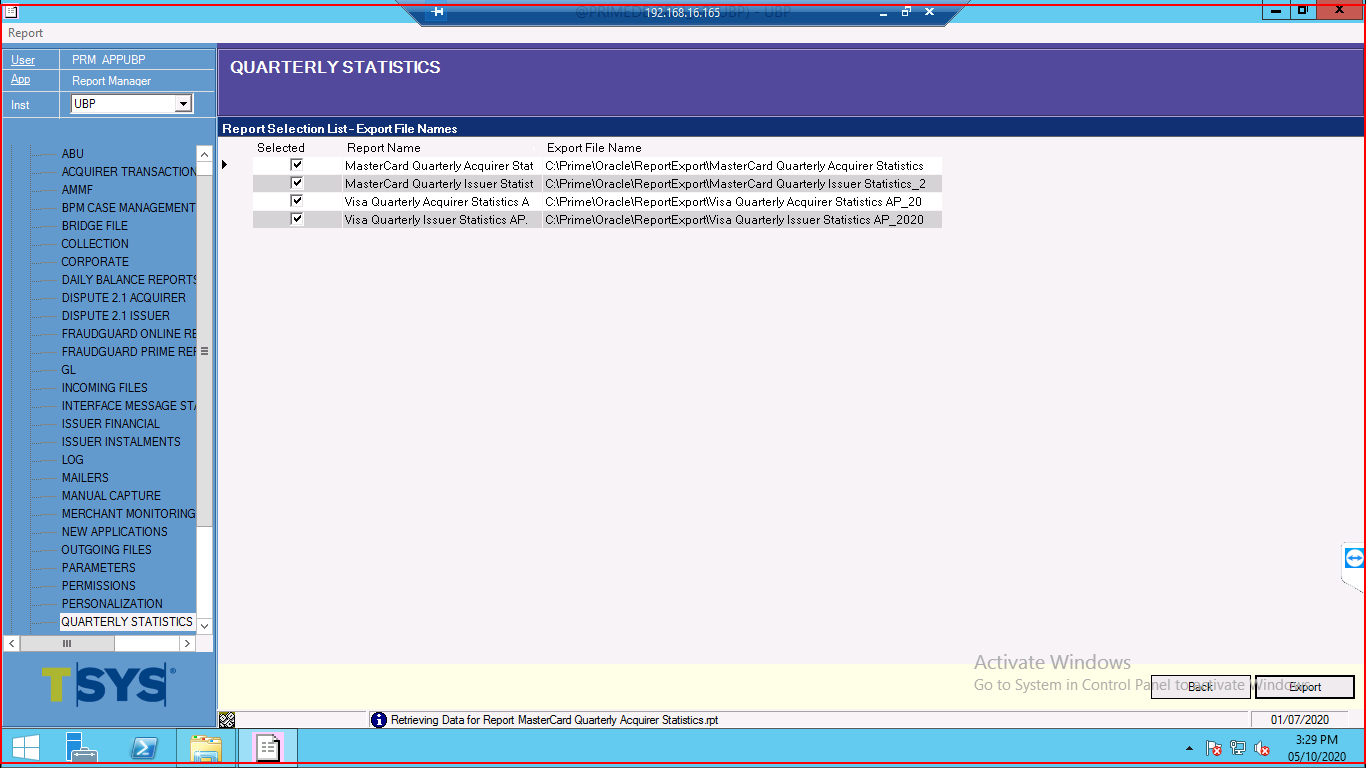 192.168.16.165
Report
User PRM APPUBP
App Report Manager
Inst UBP
QUARTERLY STATISTICS
Report Selection List - Export File Names
Selected Report Name Export File Name
MasterCard Quarterly Acquirer Stat C:\Prime\Oracle\ReportExport\MasterCard Quarterly Acquirer Statistics
MasterCard Quarterly Issuer Statist C:\Prime\Oracle\ReportExport\MasterCard Quarterly Issuer Statistics_2
Visa Quarterly Acquirer Statistics A C:\Prime\Oracle\ReportExport\Visa Quarterly Acquirer Statistics AP_20
Visa Quarterly Issuer Statistics AP. C:\Prime\Oracle\ReportExport\Visa Quarterly Issuer Statistics AP_2020
ABU
ACQUIRER TRANSACTION
AMMF
BPM CASE MANAGEMENT
BRIDGE FILE
COLLECTION
CORPORATE
DAILY BALANCE REPORTS
DISPUTE 2.1 ACQUIRER
DISPUTE 2.1 ISSUER
FRAUDGUARD ONLINE RE
FRAUDGUARD PRIME REP
GL
INCOMING FILES
INTERFACE MESSAGE STA
ISSUER FINANCIAL
ISSUER INSTALMENTS
LOG
MAILERS
MANUAL CAPTURE
MERCHANT MONITORING
NEW APPLICATIONS
OUTGOING FILES
PARAMETERS
PERMISSIONS
PERSONALIZATION
QUARTERLY STATISTICS
TSYS
Activate Windows
Go to System in Control Panel to activate Windows.
Back Export
Retrieving Data for Report MasterCard Quarterly Acquirer Statistics.rpt 01/07/2020
3:29 PM
05/10/2020